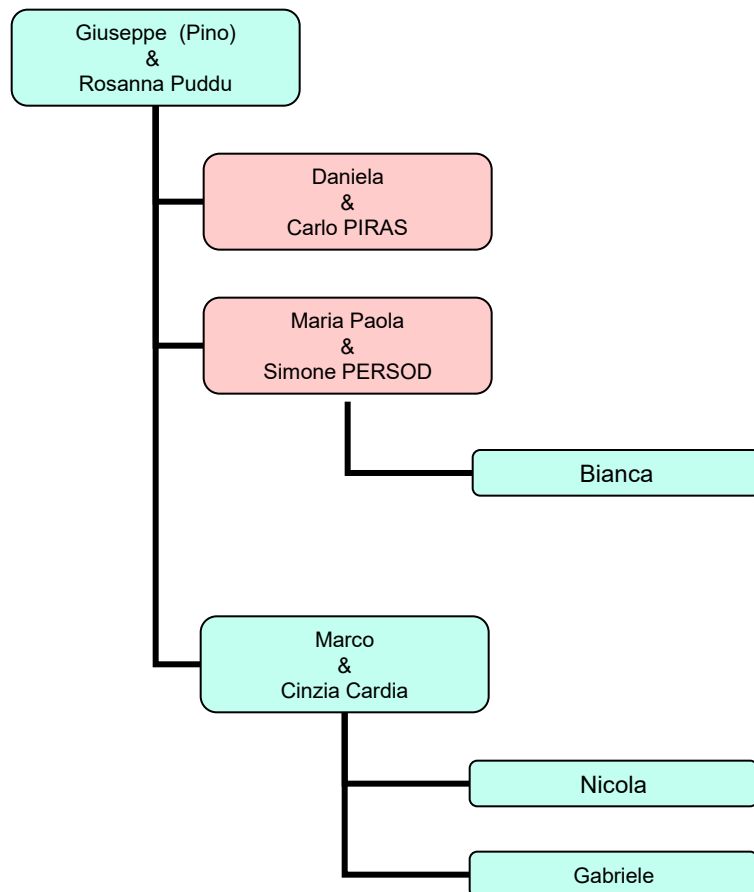 Giuseppe (Pino)
&
Rosanna Puddu
Daniela
&
Carlo PIRAS
Maria Paola
&
Simone PERSOD
Bianca
Marco
&
Cinzia Cardia
Nicola
Gabriele